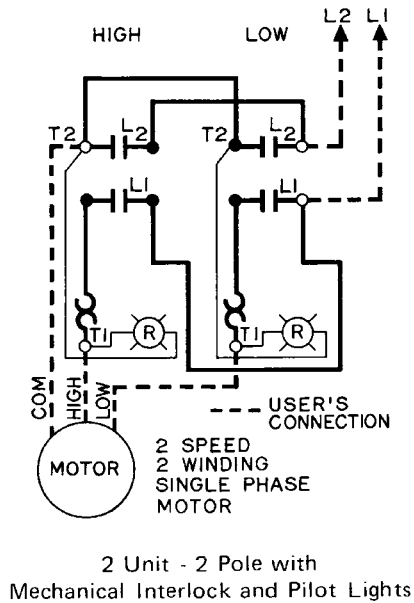 L2 L1
HIGH LOW
T2 L2 T2 L2
L1 L1
T1 R T1 R
COM HIGH LOW
USER'S
CONNECTION
MOTOR
2 SPEED
2 WINDING
SINGLE PHASE
MOTOR
2 Unit - 2 Pole with
Mechanical Interlock and Pilot Lights